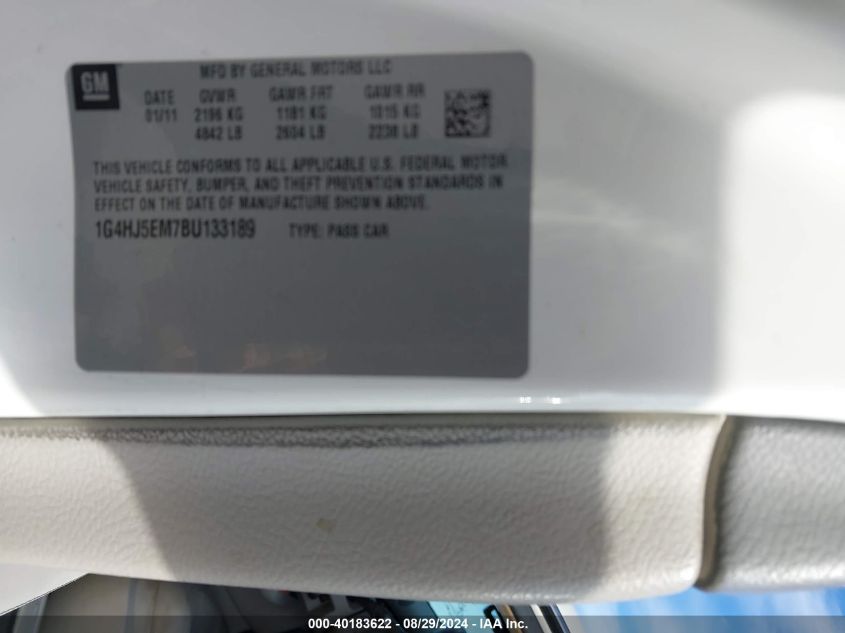 GM
MFD BY GENERAL MOTORS LLC
DATE GVWR GAWR FRT GAWR RR
01/11 2196 KG 1181 KG 1015 KG
4842 LB 2604 LB 2238 LB
THIS VEHICLE CONFORMS TO ALL APPLICABLE U.S. FEDERAL MOTOR
VEHICLE SAFETY, BUMPER, AND THEFT PREVENTION STANDARDS IN
EFFECT ON THE DATE OF MANUFACTURE SHOWN ABOVE.
1G4HJ5EM7BU133189 TYPE: PASS CAR
000-40183622 - 08/29/2024 - IAA Inc.